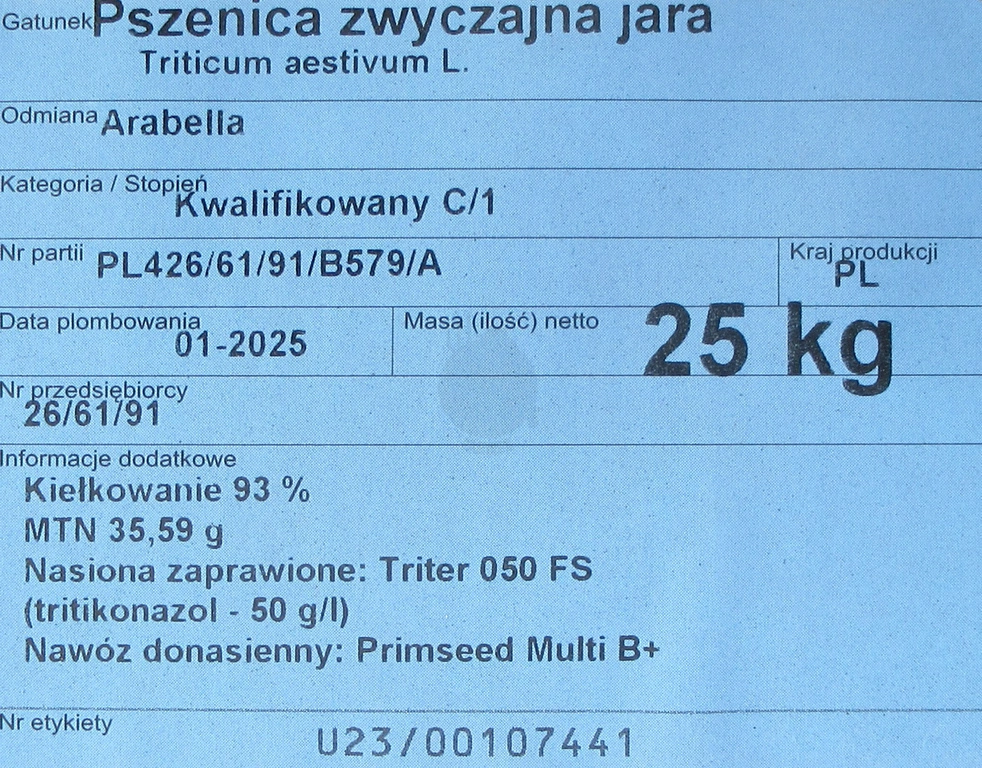 Gatunek Pszenica zwyczajna jara
Triticum aestivum L.
Odmiana Arabella
Kategoria / Stopień Kwalifikowany C/1
Nr partii PL426/61/91/B579/A Kraj produkcji PL
Data plombowania 01-2025 Masa (ilość) netto 25 kg
Nr przedsiębiorcy
26/61/91
Informacje dodatkowe
Kiełkowanie 93 %
MTN 35,59 g
Nasiona zaprawione: Triter 050 FS
(tritikonazol - 50 g/l)
Nawóz donasienny: Primseed Multi B+
Nr etykiety U23/00107441